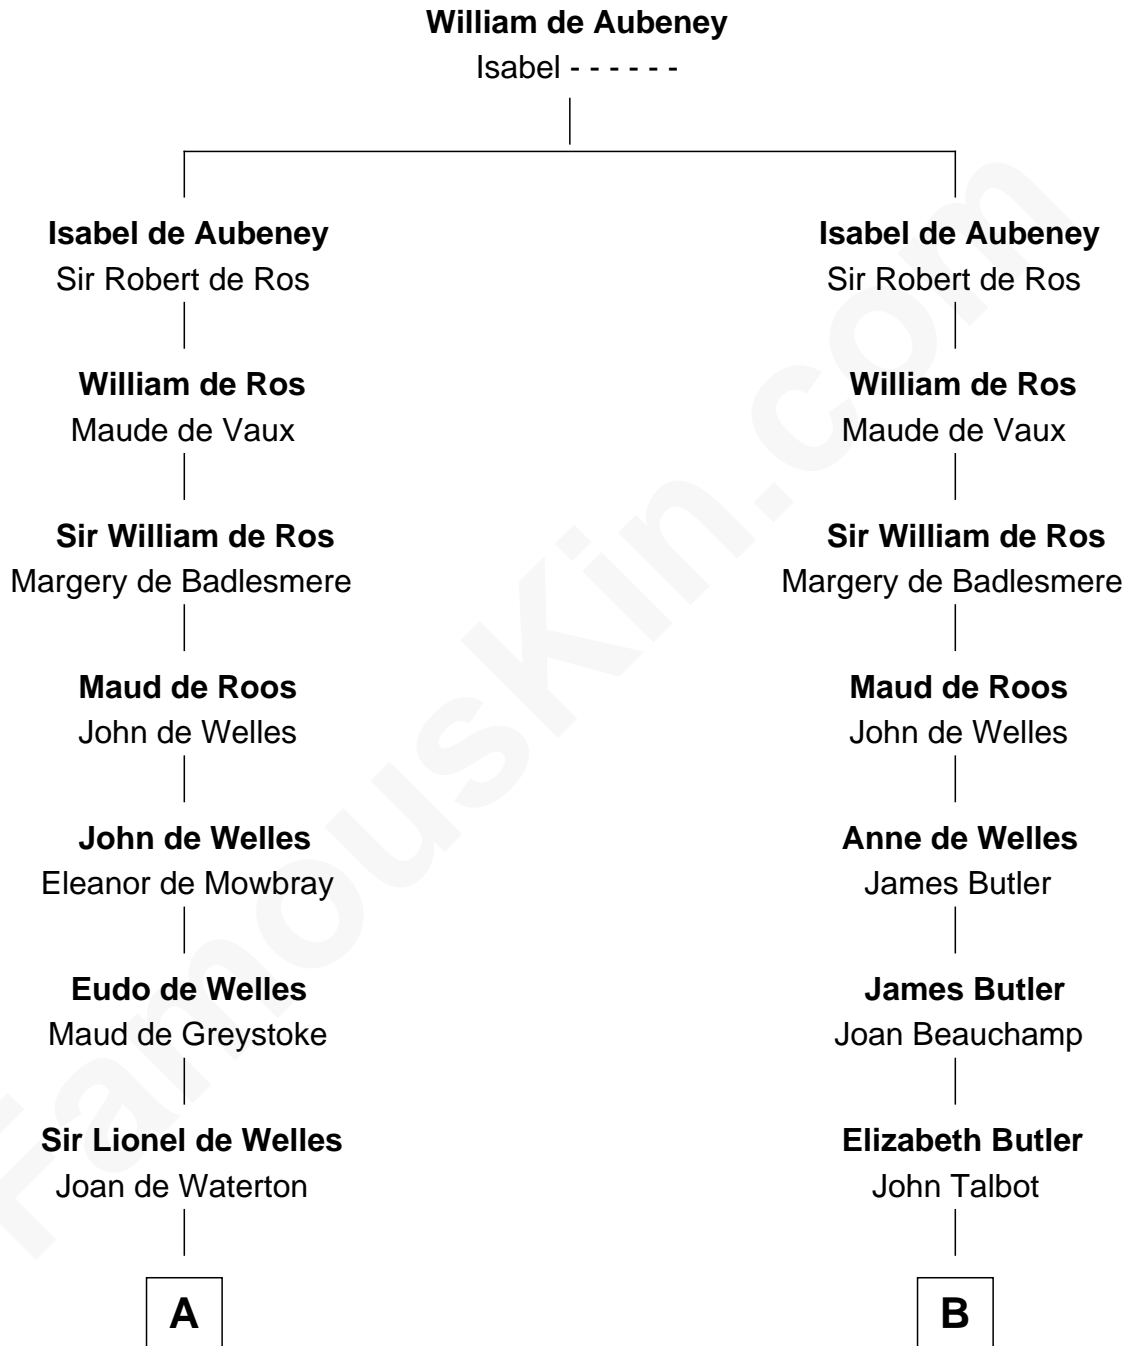 William de Aubeney
Isabel - - - - - -
Isabel de Aubeney
Sir Robert de Ros
William de Ros
Maude de Vaux
Sir William de Ros
Margery de Badlesmere
Maud de Roos
John de Welles
John de Welles
Eleanor de Mowbray
Eudo de Welles
Maud de Greystoke
Sir Lionel de Welles
Joan de Waterton
A
Isabel de Aubeney
Sir Robert de Ros
William de Ros
Maude de Vaux
Sir William de Ros
Margery de Badlesmere
Maud de Roos
John de Welles
Anne de Welles
James Butler
James Butler
Joan Beauchamp
Elizabeth Butler
John Talbot
B
FamousKin.com